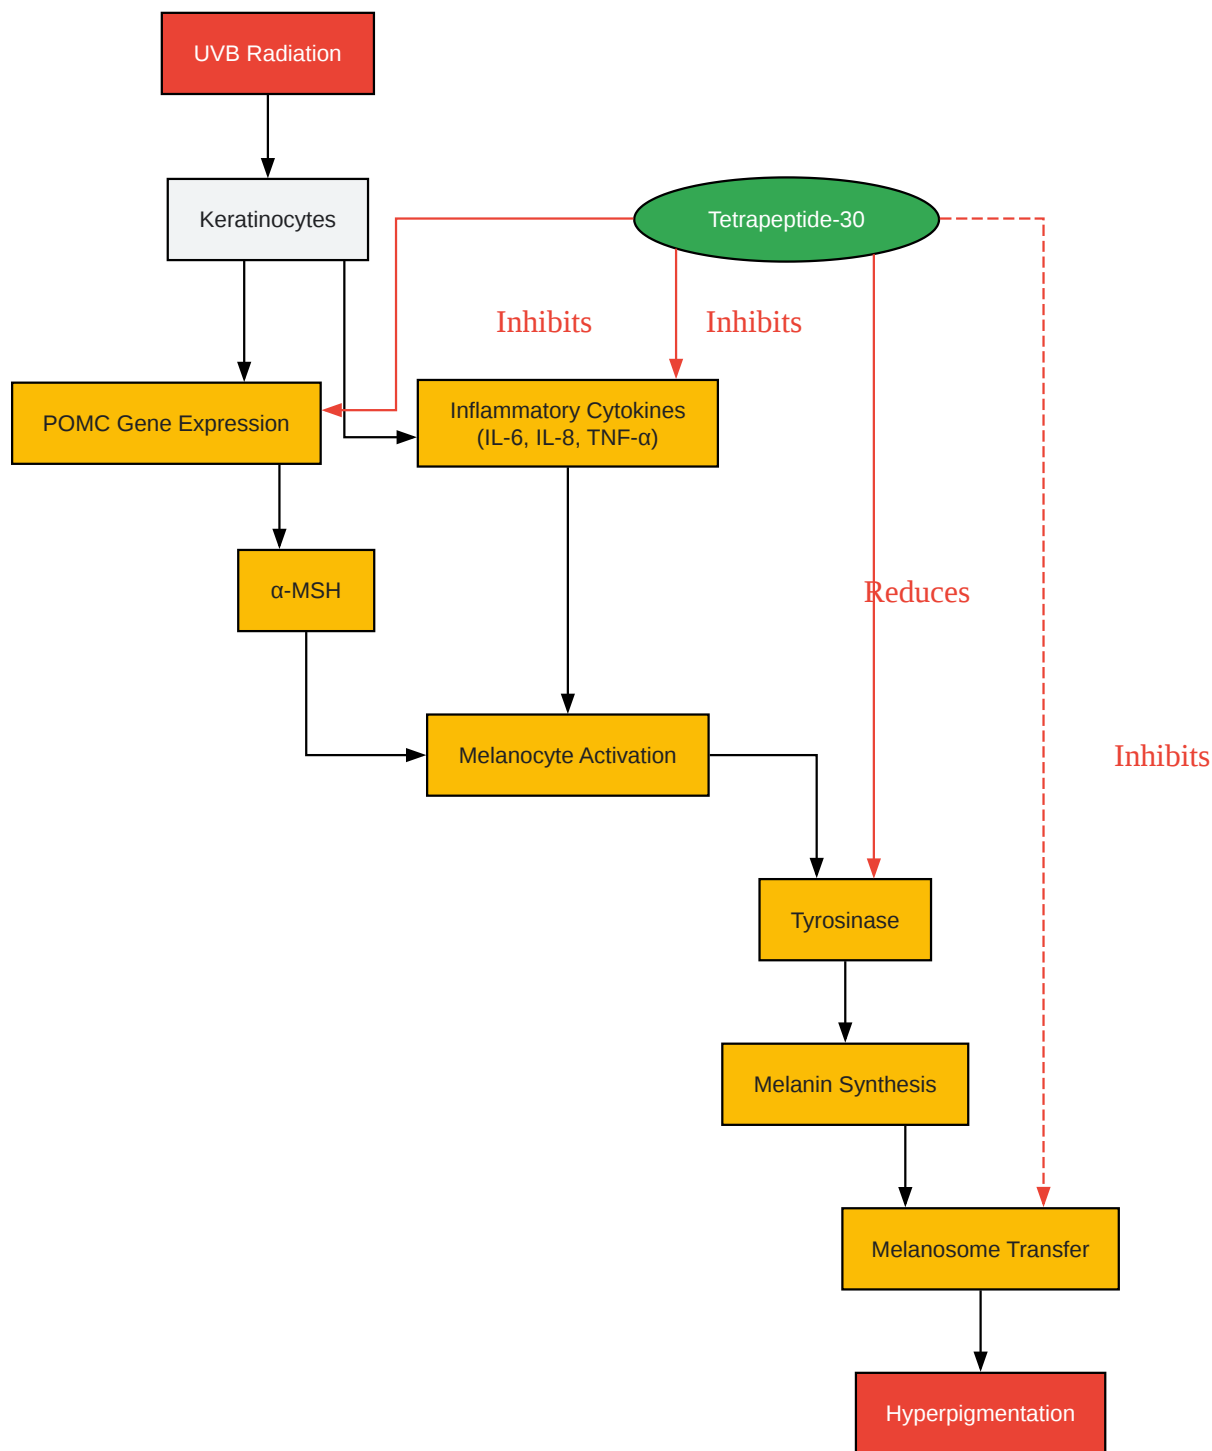 UVB Radiation
Keratinocytes
Tetrapeptide-30
Inhibits
Inhibits
POMC Gene Expression
Inflammatory Cytokines
(IL-6, IL-8, TNF-α)
α-MSH
Reduces
Melanocyte Activation
Inhibits
Tyrosinase
Melanin Synthesis
Melanosome Transfer
Hyperpigmentation